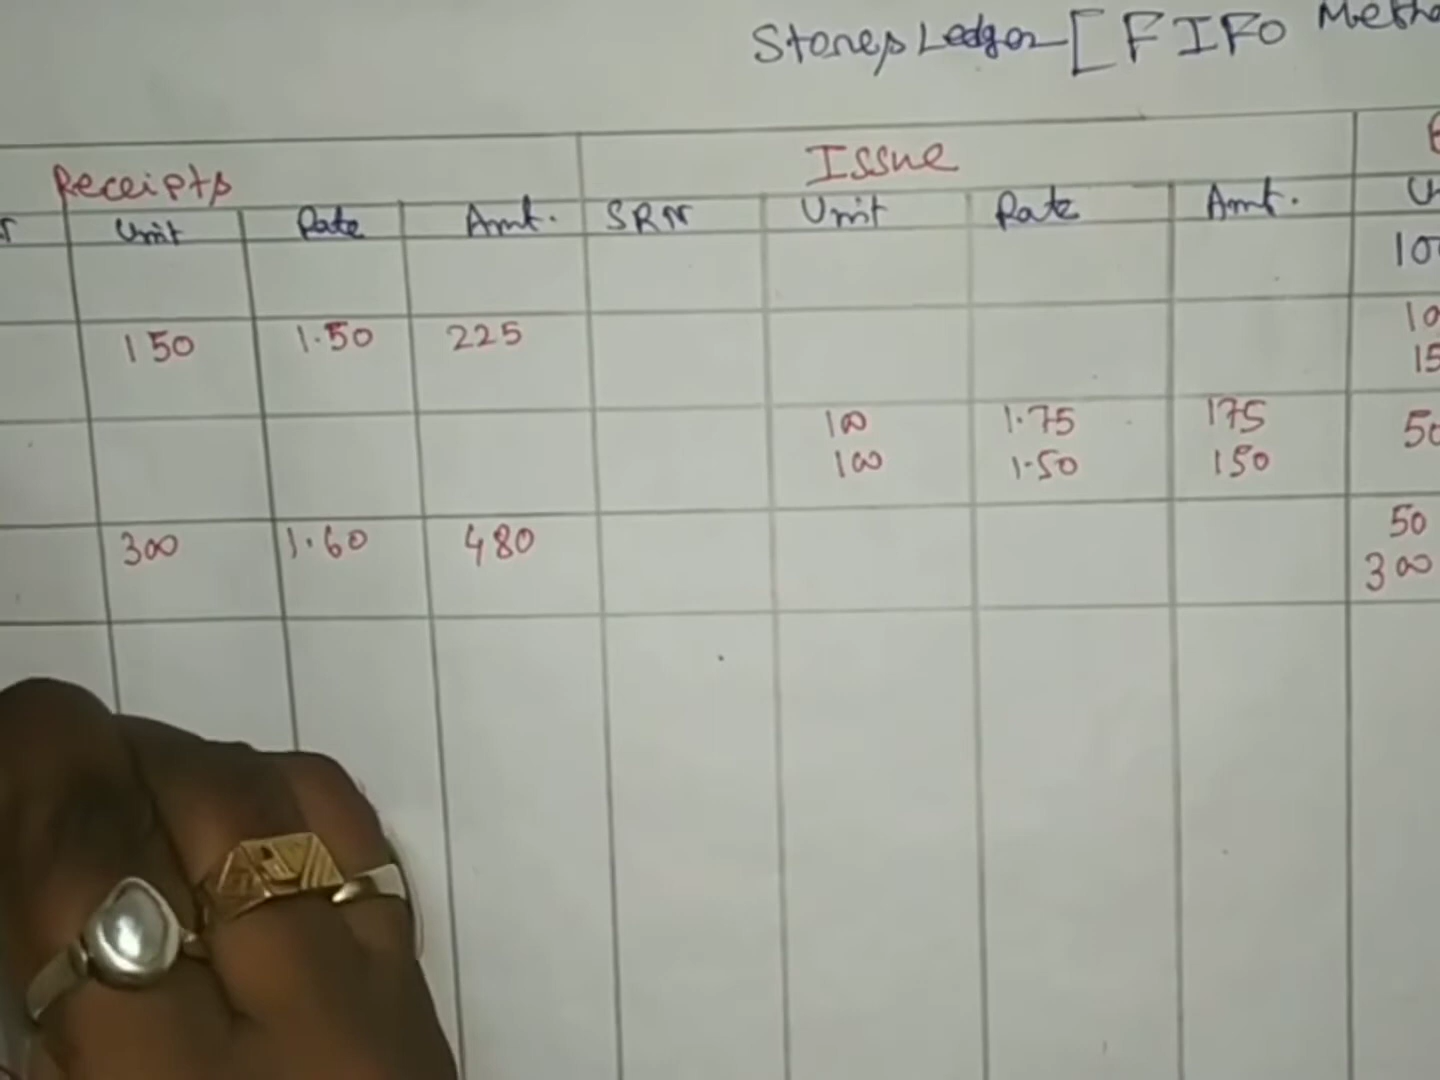 Stores Ledger [FIFO
Receipts Issue
Unit Rate Amt. SRN Unit Rate Amt.
100
150 1.50 225 10
15
100 1.75 175 50
100 1.50 150
300 1.60 480 50
300